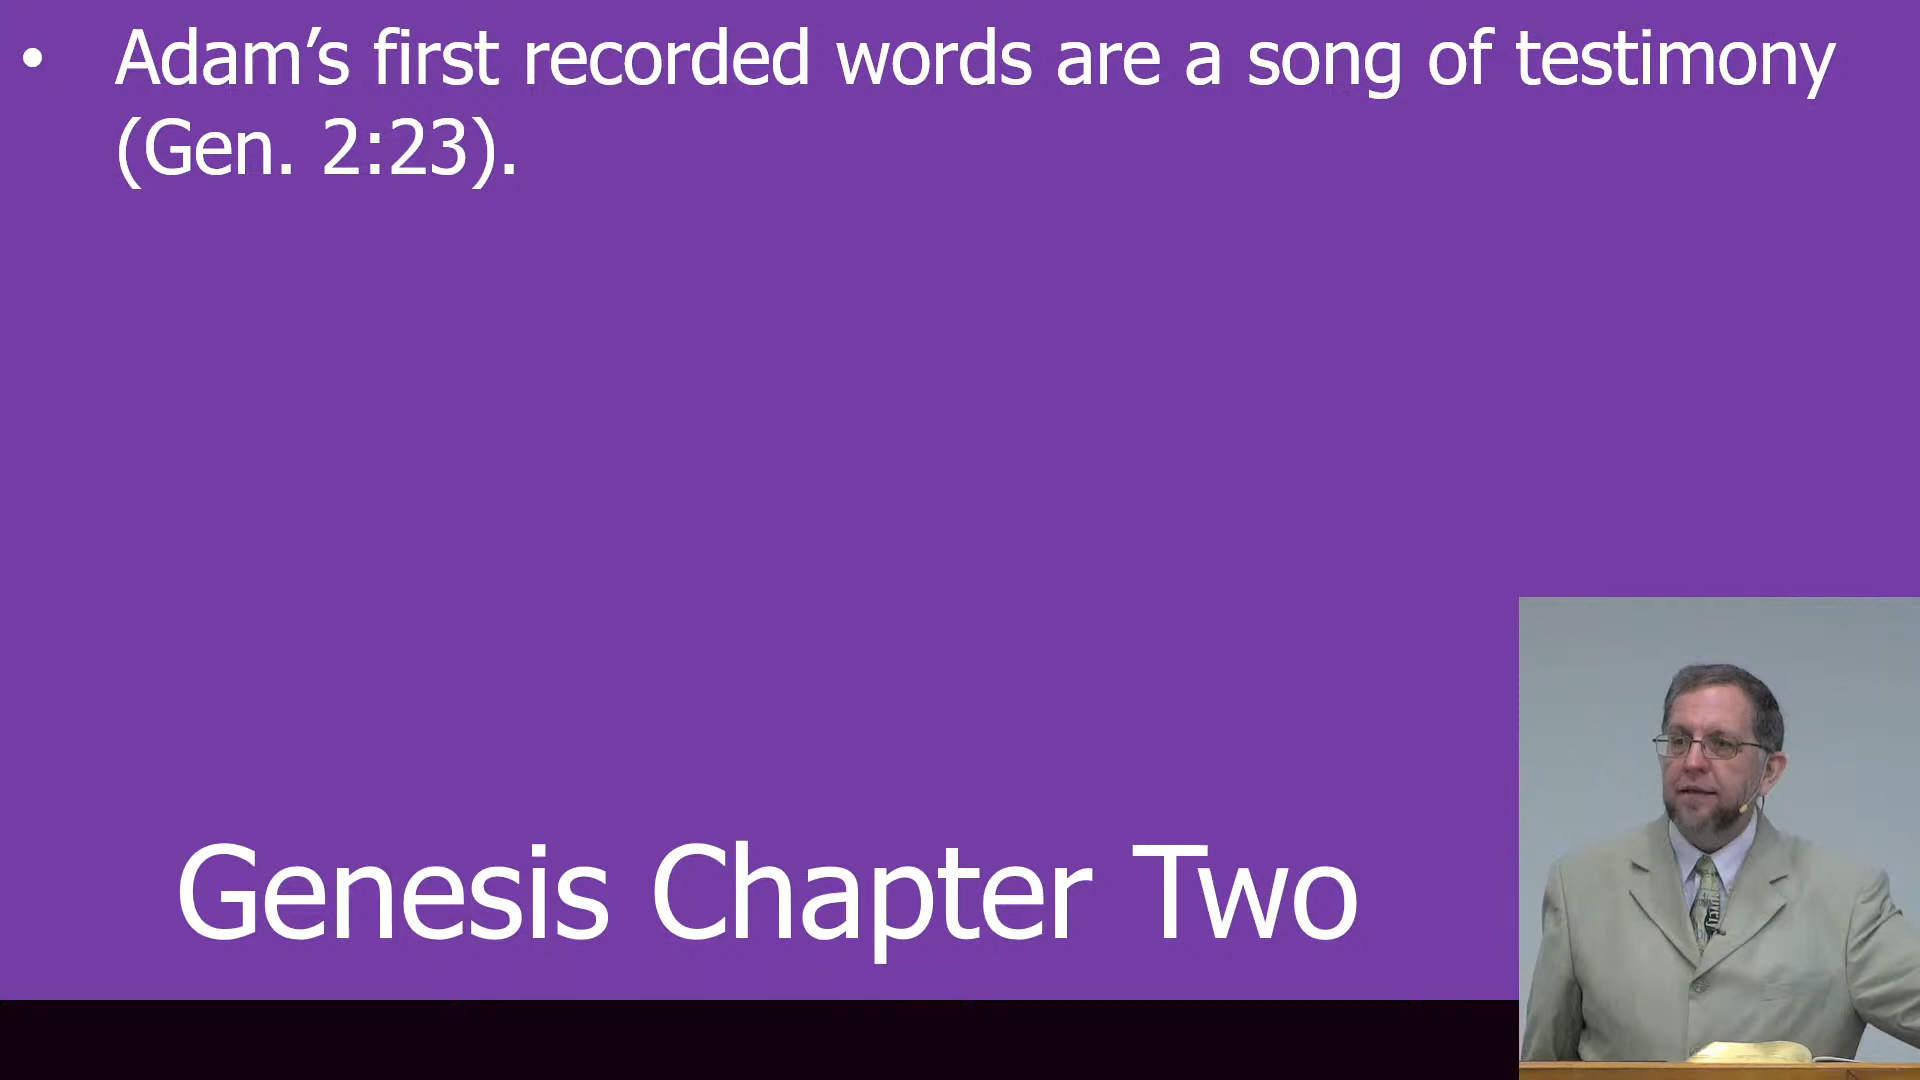 • Adam’s first recorded words are a song of testimony
(Gen. 2:23).
Genesis Chapter Two